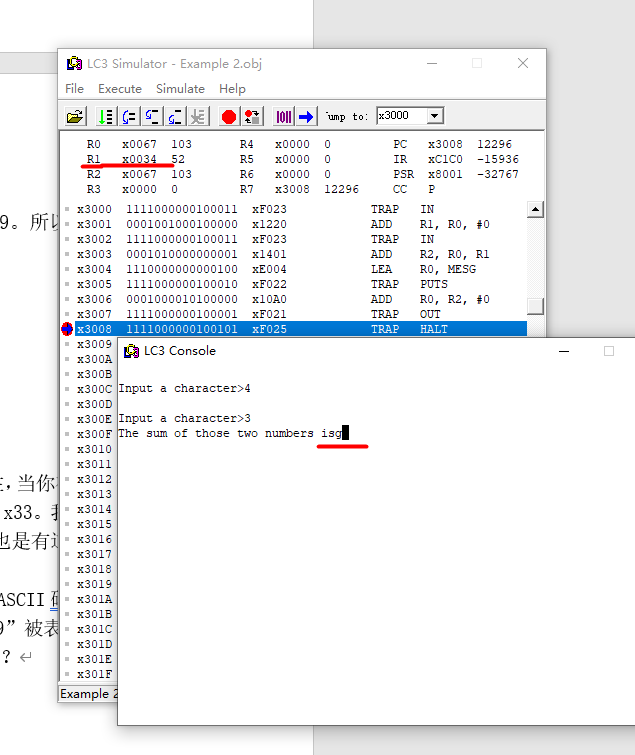 LC3 Simulator - Example 2.obj
File Execute Simulate Help
Jump to: x3000
R0 x0067 103 R4 x0000 0 PC x3008 12296
R1 x0034 52 R5 x0000 0 IR xC1C0 -15936
R2 x0067 103 R6 x0000 0 PSR x8001 -32767
R3 x0000 0 R7 x3008 12296 CC P
9。所以
x3000 1111000000100011 xF023 TRAP IN
x3001 0001001000100000 x1220 ADD R1, R0, #0
x3002 1111000000100011 xF023 TRAP IN
x3003 0001010000000001 x1401 ADD R2, R0, R1
x3004 1110000000000100 xE004 LEA R0, MESG
x3005 1111000000100010 xF022 TRAP PUTS
x3006 0001000010100000 x10A0 ADD R0, R2, #0
x3007 1111000000100001 xF021 TRAP OUT
x3008 1111000000100101 xF025 TRAP HALT
x3009
x300A
x300B
x300C
x300D
x300E
x300F
x3010
x3011
x3012
x3013
x3014
x3015
x3016
x3017
x3018
x3019
x301A
x301B
x301C
x301D
x301E
x301F
Example 2
LC3 Console
Input a character>4
Input a character>3
The sum of those two numbers isg
，当你
x33。
也是有
ASCII
9”被表
？